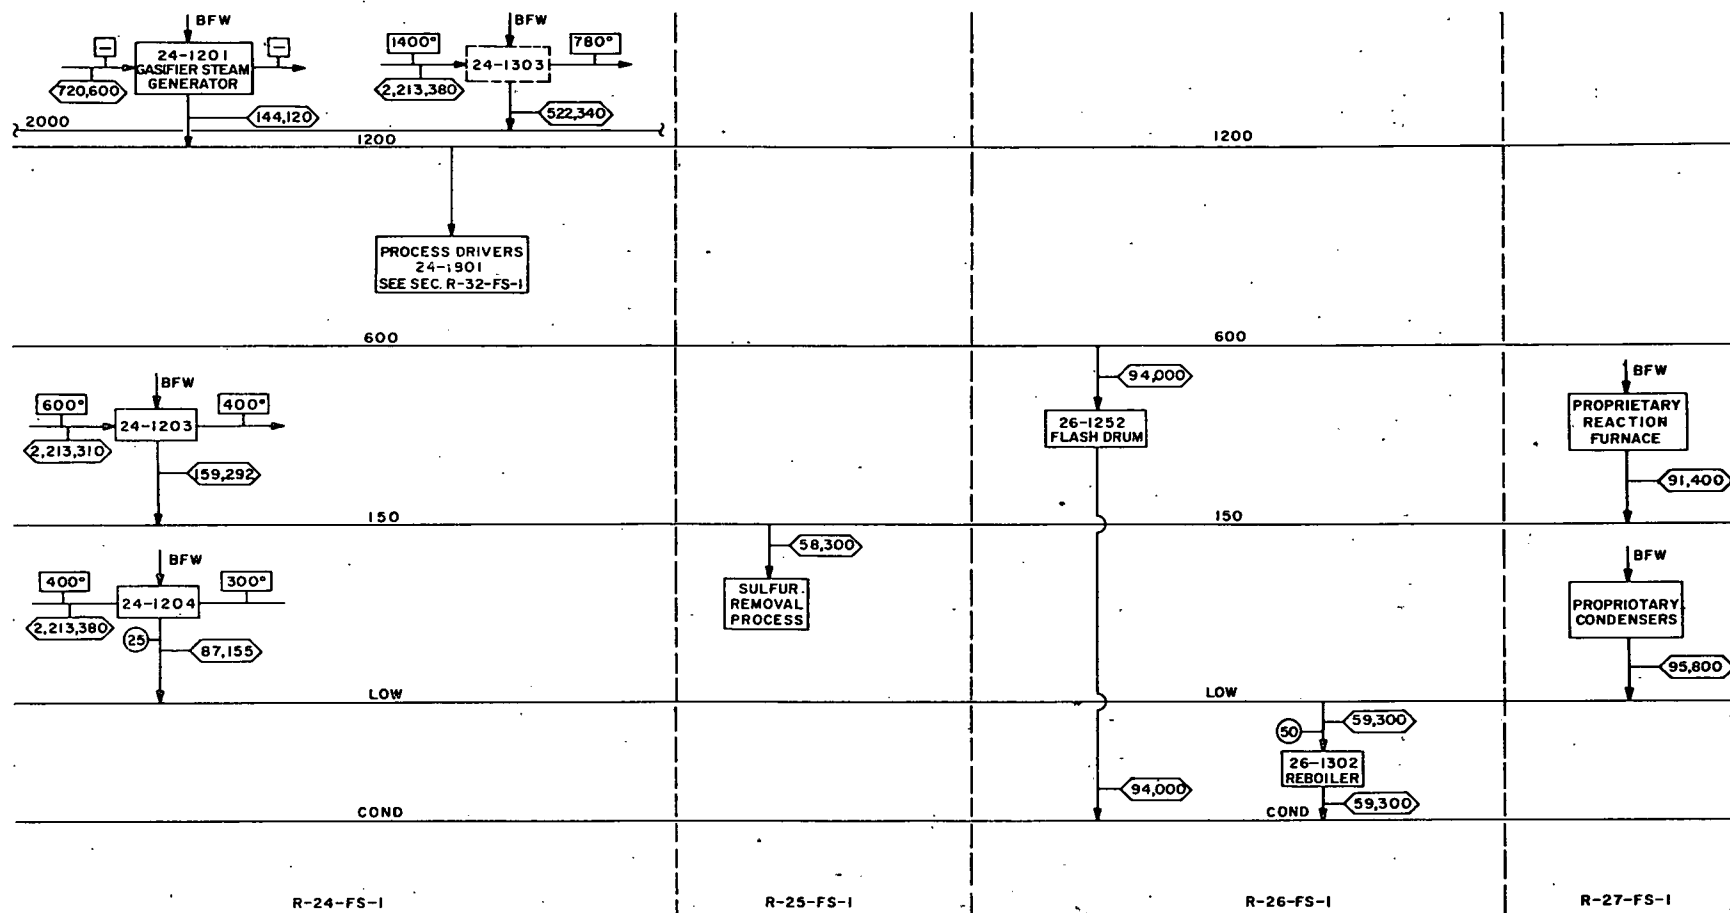 BFW
24-1201
GASIFIER STEAM
GENERATOR
720,600
144,120
BFW
1400°
24-1303
780°
2,213,380
522,340
2000
1200
1200
PROCESS DRIVERS
24-1901
SEE SEC. R-32-FS-1
600
600
BFW
600°
24-1203
400°
2,213,310
159,292
94,000
26-1252
FLASH DRUM
BFW
PROPRIETARY
REACTION
FURNACE
91,400
150
150
BFW
400°
24-1204
300°
2,213,380
25
87,155
58,300
SULFUR
REMOVAL
PROCESS
BFW
PROPRIOTARY
CONDENSERS
95,800
LOW
LOW
59,300
50
26-1302
REBOILER
59,300
94,000
COND
COND
R-24-FS-1
R-25-FS-1
R-26-FS-1
R-27-FS-1